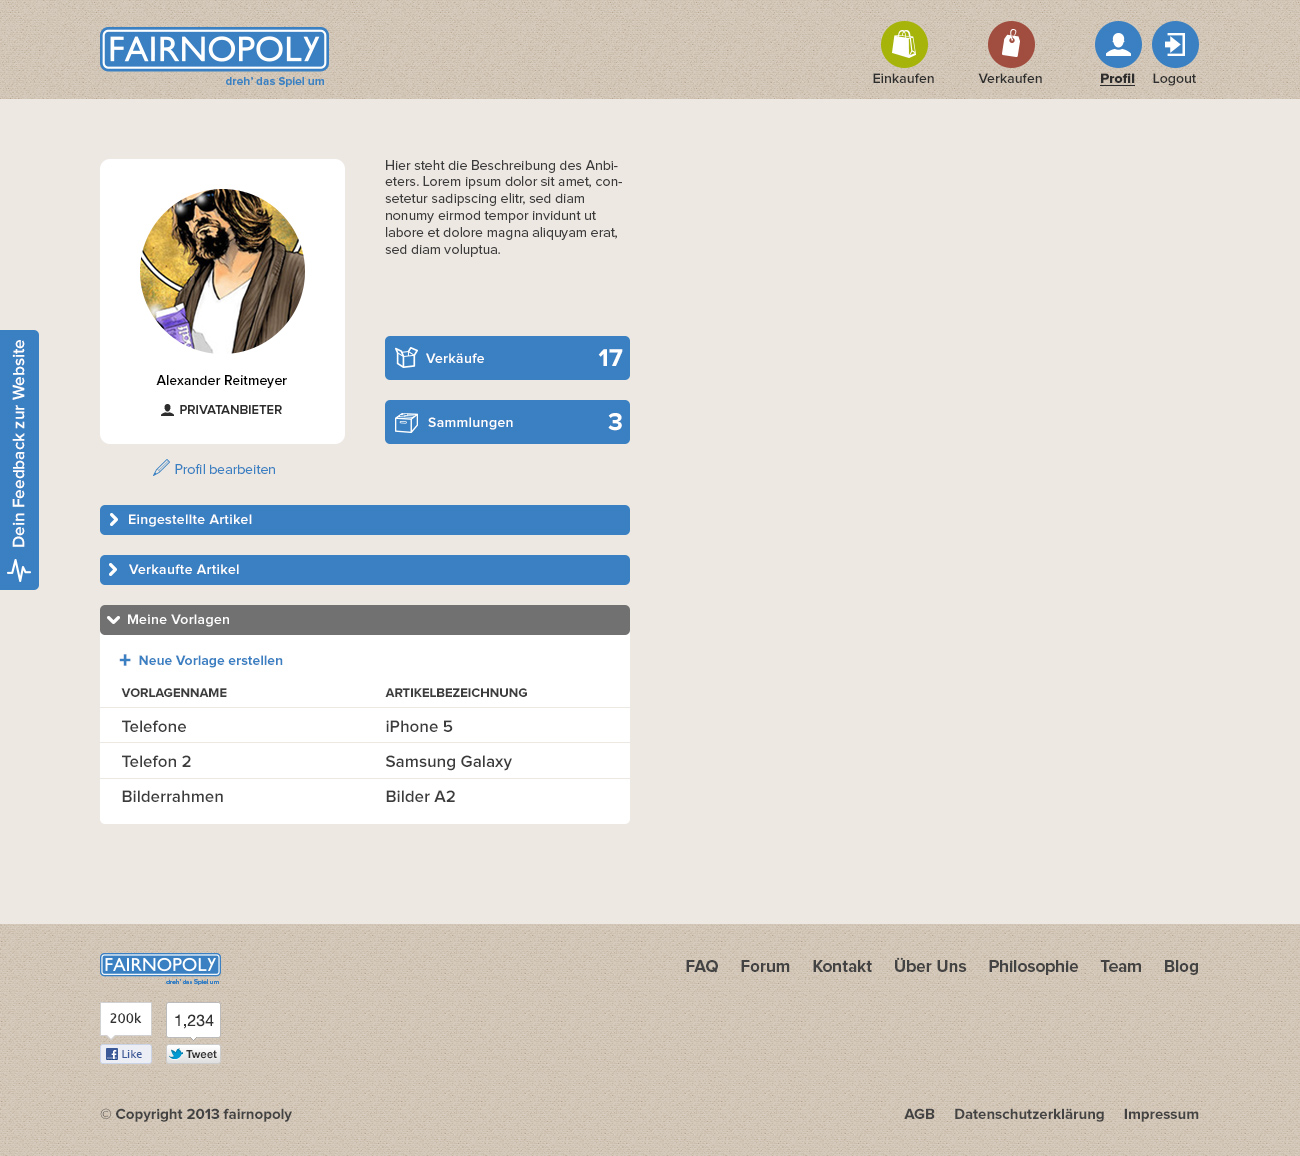 FAIRNOPOLY
dreh' das Spiel um
Einkaufen
Verkaufen
Profil
Logout
Hier steht die Beschreibung des Anbi-
eters. Lorem ipsum dolor sit amet, con-
setetur sadipscing elitr, sed diam
nonumy eirmod tempor invidunt ut
labore et dolore magna aliquyam erat,
sed diam voluptua.
Alexander Reitmeyer
PRIVATANBIETER
Profil bearbeiten
Verkäufe 17
Sammlungen 3
Dein Feedback zur Website
Eingestellte Artikel
Verkaufte Artikel
Meine Vorlagen
+ Neue Vorlage erstellen
VORLAGENNAME ARTIKELBEZEICHNUNG
Telefone iPhone 5
Telefon 2 Samsung Galaxy
Bilderrahmen Bilder A2
FAIRNOPOLY
dreh' das Spiel um
FAQ Forum Kontakt Über Uns Philosophie Team Blog
200k 1,234
Like Tweet
© Copyright 2013 fairnopoly
AGB Datenschutzerklärung Impressum